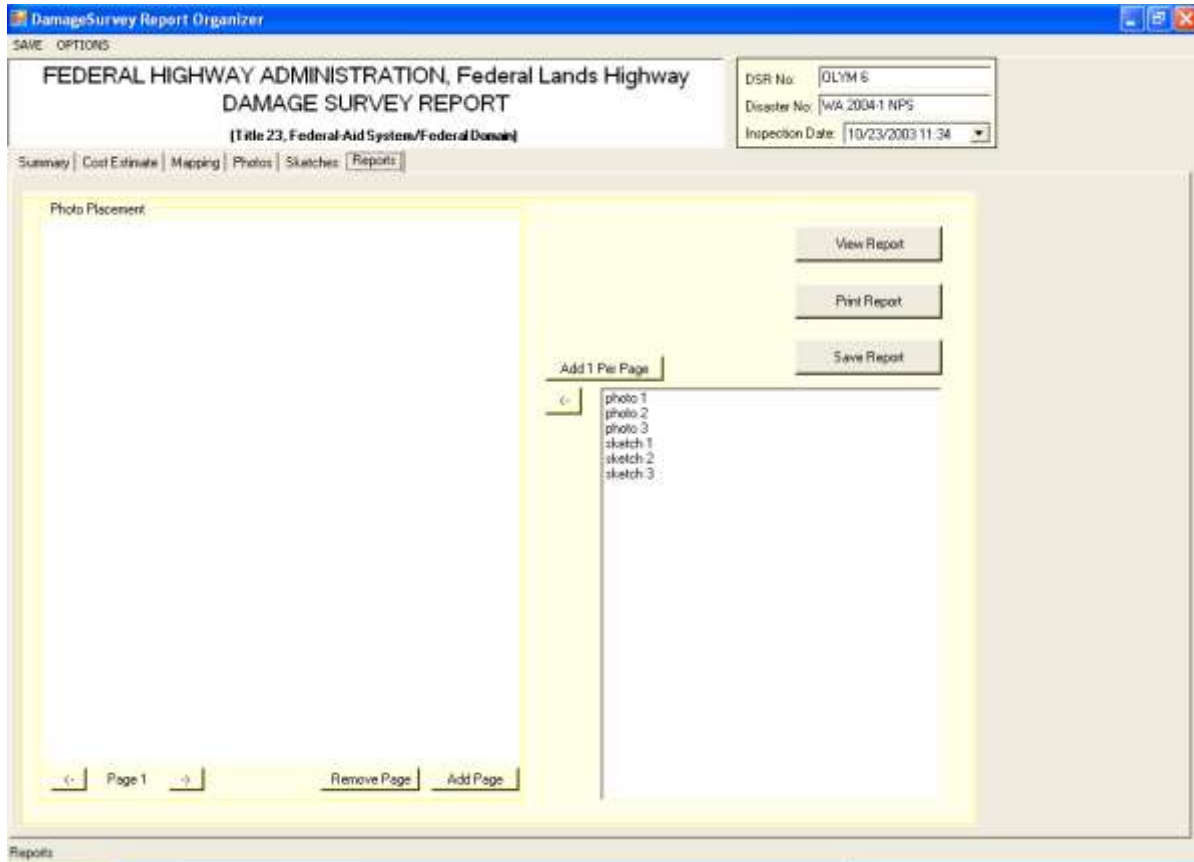 DamageSurvey Report Organizer
SAVE OPTIONS
FEDERAL HIGHWAY ADMINISTRATION, Federal Lands Highway
DAMAGE SURVEY REPORT
(Title 23, Federal-Aid System/Federal Domain)
DSR No: OLYM 6
Disaster No: WA 2004-1 NPS
Inspection Date: 10/23/2003 11:34
Summary Cost Estimate Mapping Photos Sketches Reports
Photo Placement
View Report
Print Report
Save Report
Add 1 Per Page
<-
photo 1
photo 2
photo 3
sketch 1
sketch 2
sketch 3
<- Page 1 -> Remove Page Add Page
Reports